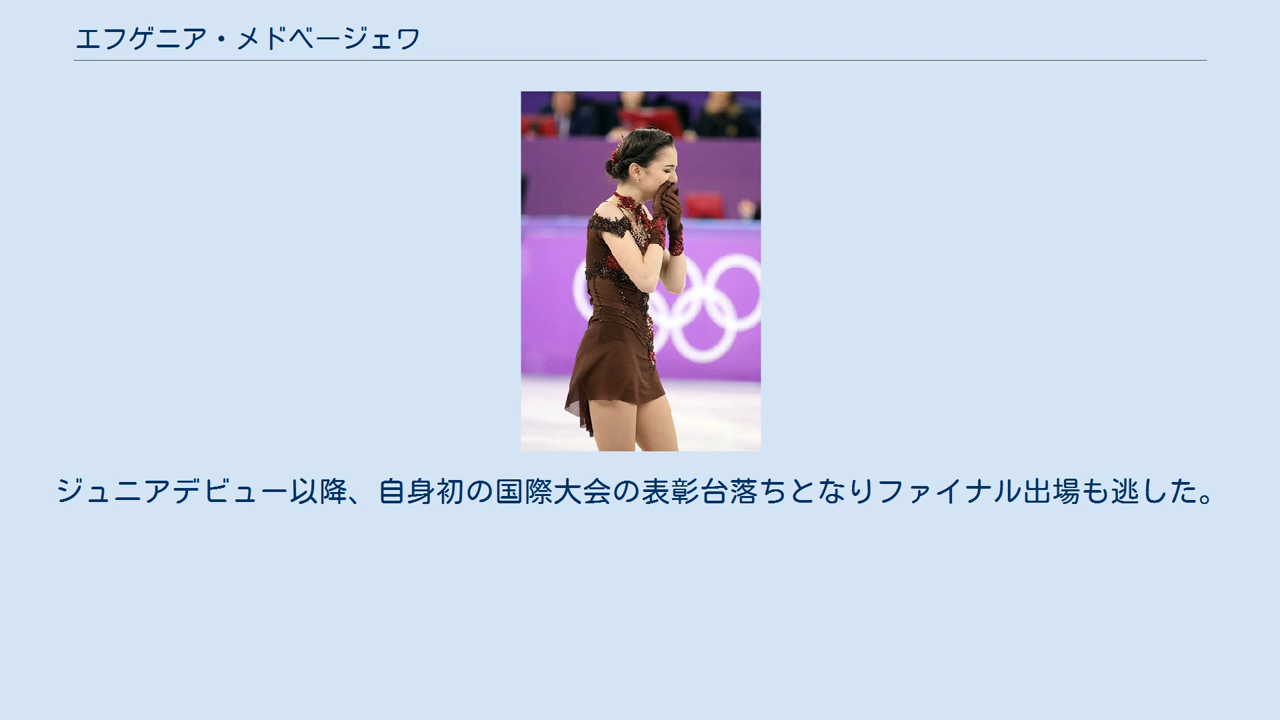 エフゲニア・メドベージェワ
ジュニアデビュー以降、自身初の国際大会の表彰台落ちとなりファイナル出場も逃した。